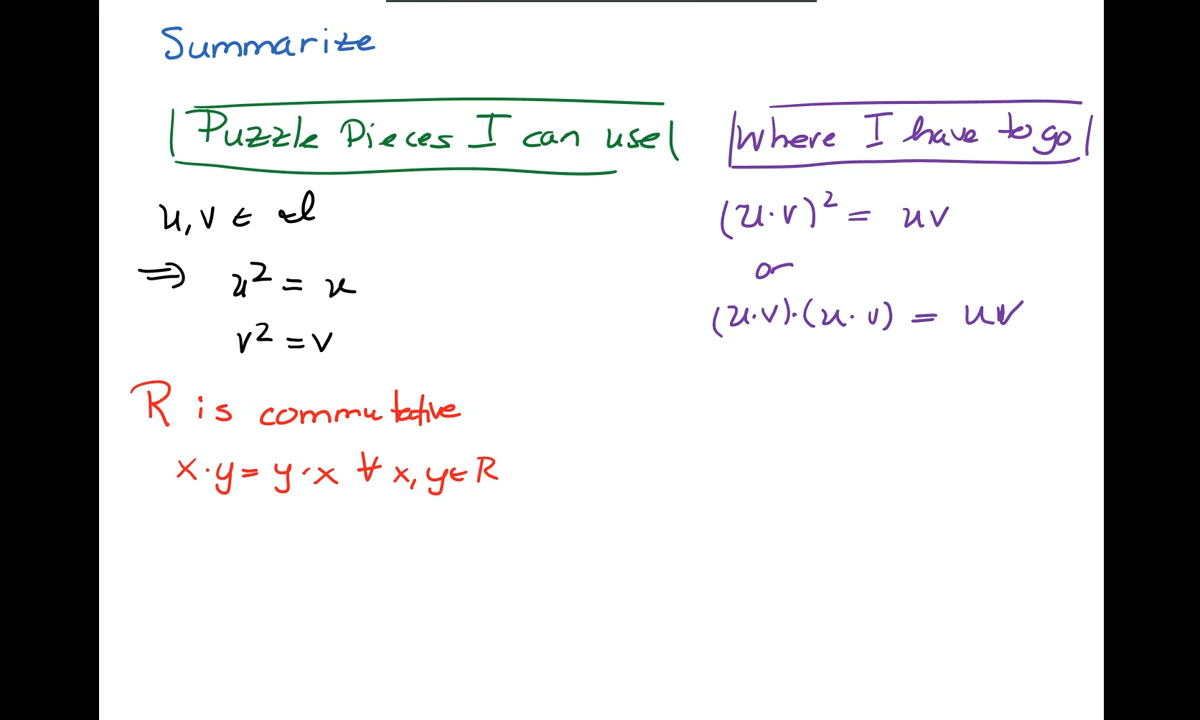 Summarize
Puzzle Pieces I can use
Where I have to go
u, v ∈
⇒ u² = u
v² = v
R is commutative
x · y = y · x ∀ x, y ∈ R
(u · v)² = uv
or
(u · v) · (u · v) = uv